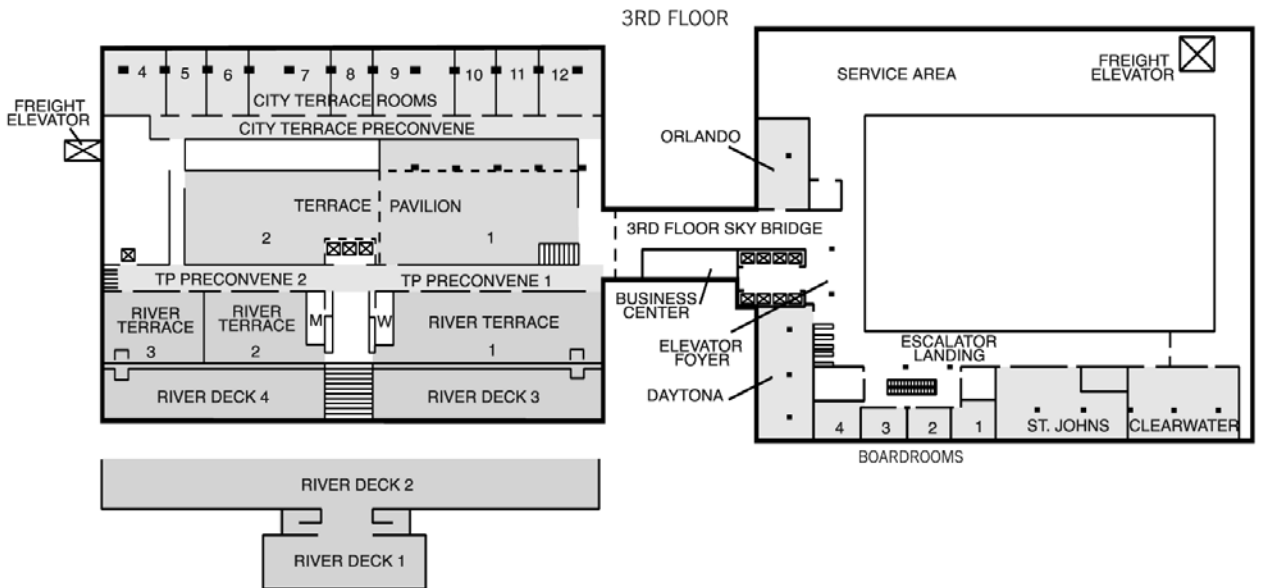 3RD FLOOR
4 5 6 7 8 9 10 11 12
CITY TERRACE ROOMS
FREIGHT
ELEVATOR
CITY TERRACE PRECONVENE
TERRACE PAVILION
2 1
TP PRECONVENE 2 TP PRECONVENE 1
RIVER
TERRACE
3
RIVER
TERRACE
2
M W
RIVER TERRACE
1
RIVER DECK 4 RIVER DECK 3
RIVER DECK 2
RIVER DECK 1
SERVICE AREA
FREIGHT
ELEVATOR
ORLANDO
3RD FLOOR SKY BRIDGE
BUSINESS
CENTER
ELEVATOR
FOYER
ESCALATOR
LANDING
DAYTONA
4 3 2 1
ST. JOHNS CLEARWATER
BOARDROOMS